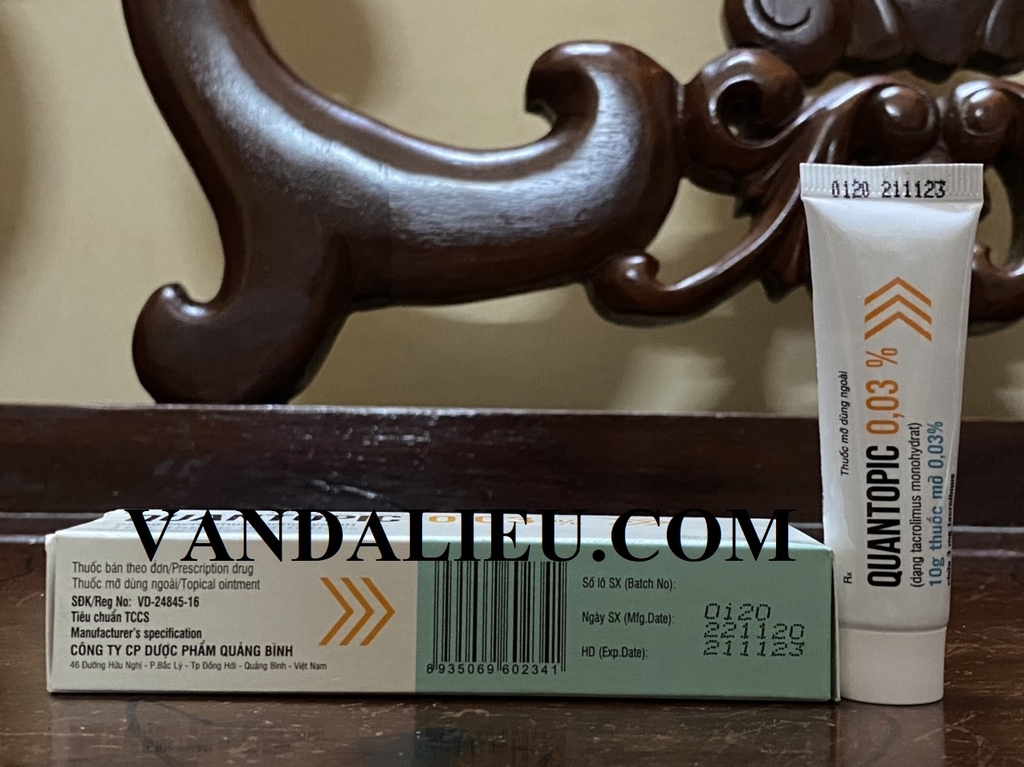 0120 211123
Rx
Thuốc mỡ dùng ngoài
QUANTOPIC 0,03 %
(dạng tacrolimus monohydrat)
10g thuốc mỡ 0,03%
VANDALIEU.COM
QUANTOPIC 0,03 %
Thuốc bán theo đơn/Prescription drug
Thuốc mỡ dùng ngoài/Topical ointment
SĐK/Reg No: VD-24845-16
Tiêu chuẩn TCCS
Manufacturer's specification
CÔNG TY CP DƯỢC PHẨM QUẢNG BÌNH
46 Đường Hữu Nghị - P.Bắc Lý - Tp Đồng Hới - Quảng Bình - Việt Nam
8 935069 602341
Số lô SX (Batch No):
Ngày SX (Mfg.Date):
HD (Exp.Date):
0120
221120
211123